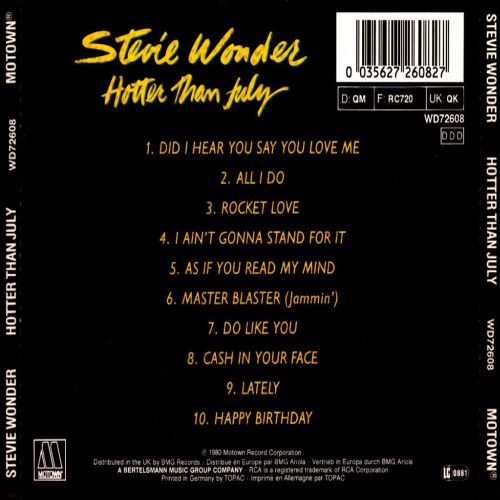 Stevie Wonder
Hotter Than July
0 035627 260827
D: QM F: RC720 UK: QK
WD72608
DDD
1. DID I HEAR YOU SAY YOU LOVE ME
2. ALL I DO
3. ROCKET LOVE
4. I AIN'T GONNA STAND FOR IT
5. AS IF YOU READ MY MIND
6. MASTER BLASTER (Jammin')
7. DO LIKE YOU
8. CASH IN YOUR FACE
9. LATELY
10. HAPPY BIRTHDAY
℗ 1980 Motown Record Corporation
Distributed in the UK by BMG Records · Distribué en Europe par BMG Ariola · Vertrieb in Europa durch BMG Ariola
A BERTELSMANN MUSIC GROUP COMPANY · RCA is a registered trademark of RCA Corporation
Printed in Germany by TOPAC · Imprimé en Allemagne par TOPAC
LC 0881
M
MOTOWN
STEVIE WONDER HOTTER THAN JULY WD72608 MOTOWN®
STEVIE WONDER HOTTER THAN JULY WD72608 MOTOWN®